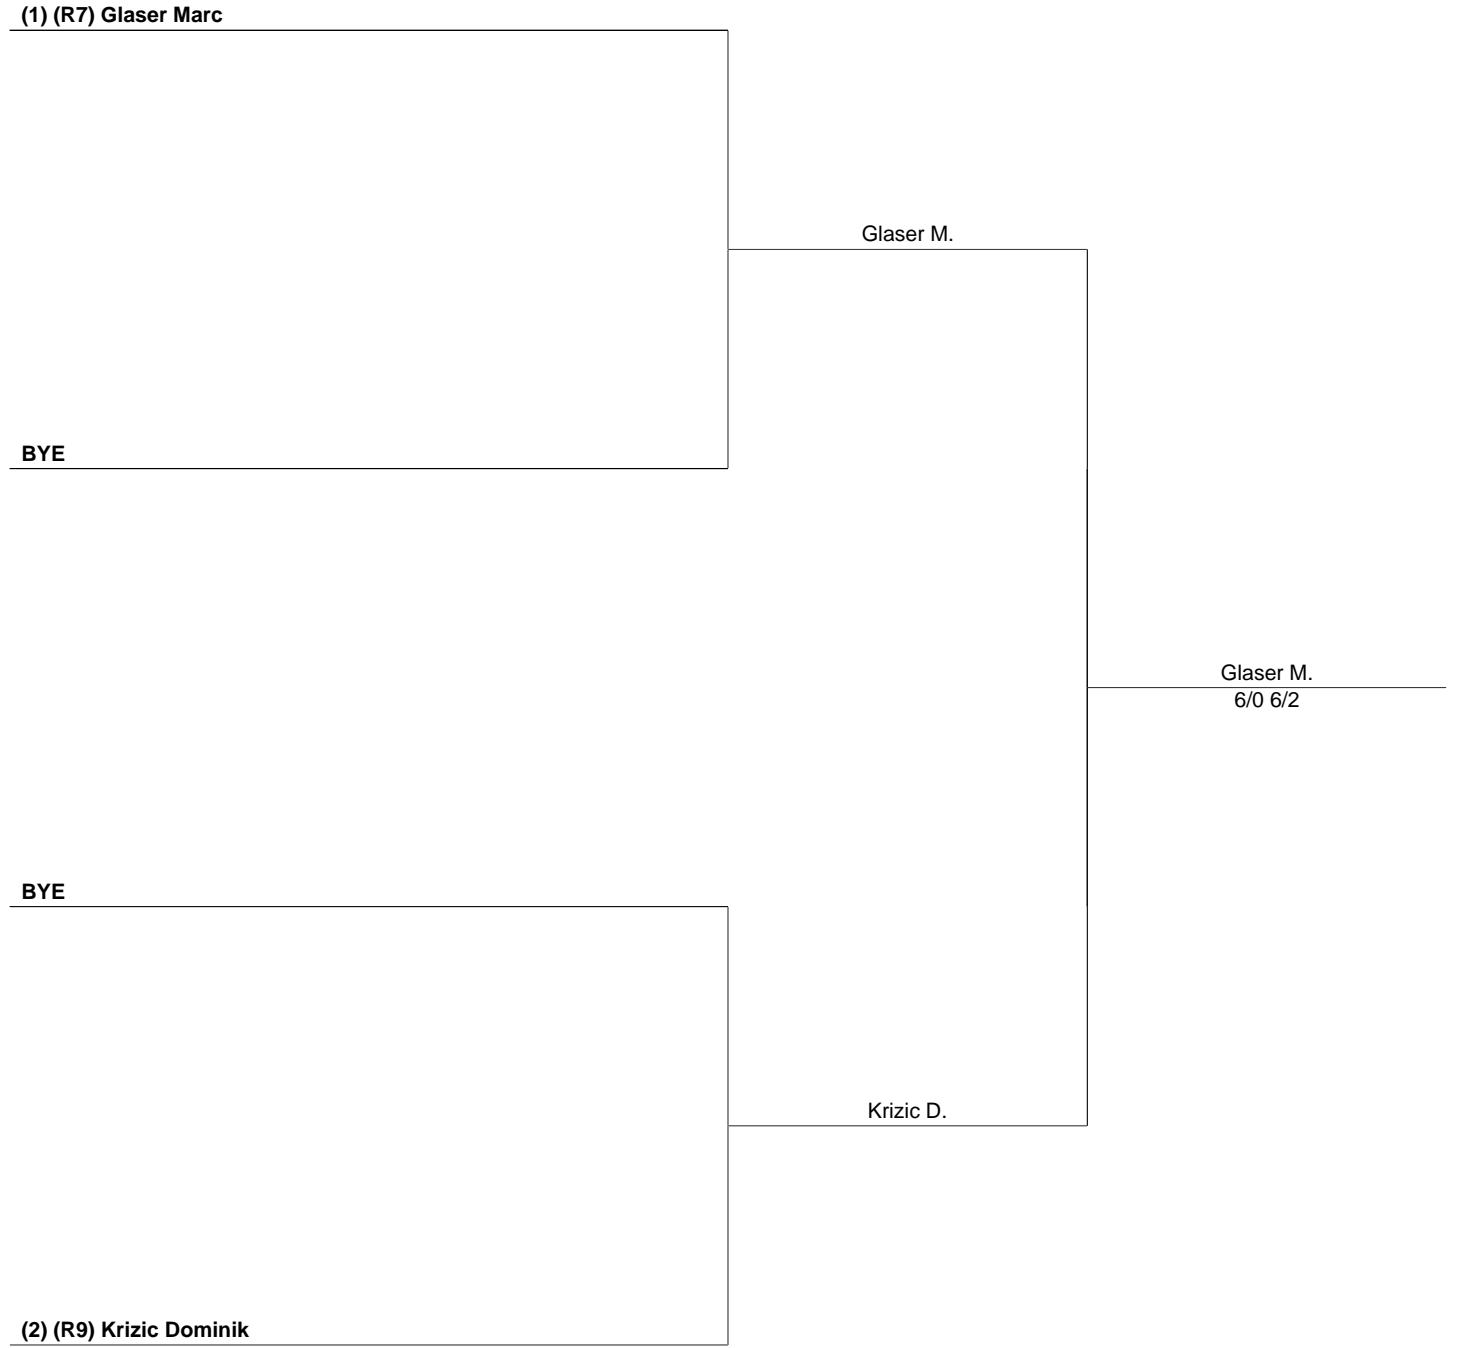 (1) (R7) Glaser Marc
Glaser M.
BYE
Glaser M.
6/0 6/2
BYE
Krizic D.
(2) (R9) Krizic Dominik